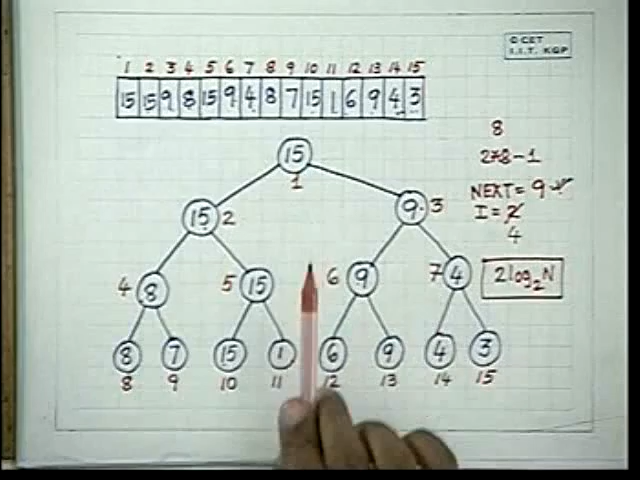 © CET
I.I.T. KGP
1 2 3 4 5 6 7 8 9 10 11 12 13 14 15
15 15 9 8 15 9 4 8 7 15 1 6 9 4 3
8
2*8-1
NEXT = 9
I = 2
4
2 log2 N
15
1
15 2 9 3
4 8 5 15 6 9 7 4
8 7 15 1 6 9 4 3
8 9 10 11 12 13 14 15